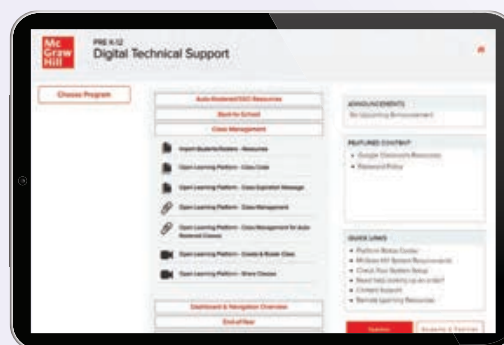 Mc
Graw
Hill
PRE K-12
Digital Technical Support
Choose Program
Auto-Rostered/SSO Resources
Back-to-School
Class Management
Import Students/Rosters - Resources
Open Learning Platform - Class Code
Open Learning Platform - Class Expiration Message
Open Learning Platform - Class Management
Open Learning Platform - Class Management for Auto-
Rostered Classes
Open Learning Platform - Create & Roster Class
Open Learning Platform - Share Classes
Dashboard & Navigation Overview
End-of-Year
ANNOUNCEMENTS
No Upcoming Announcement
FEATURED CONTENT
Google Classroom Resources
Password Policy
QUICK LINKS
Platform Status Center
McGraw Hill System Requirements
Check Your System Setup
Need help looking up an order?
Content Support
Remote Learning Resources
Students & Families